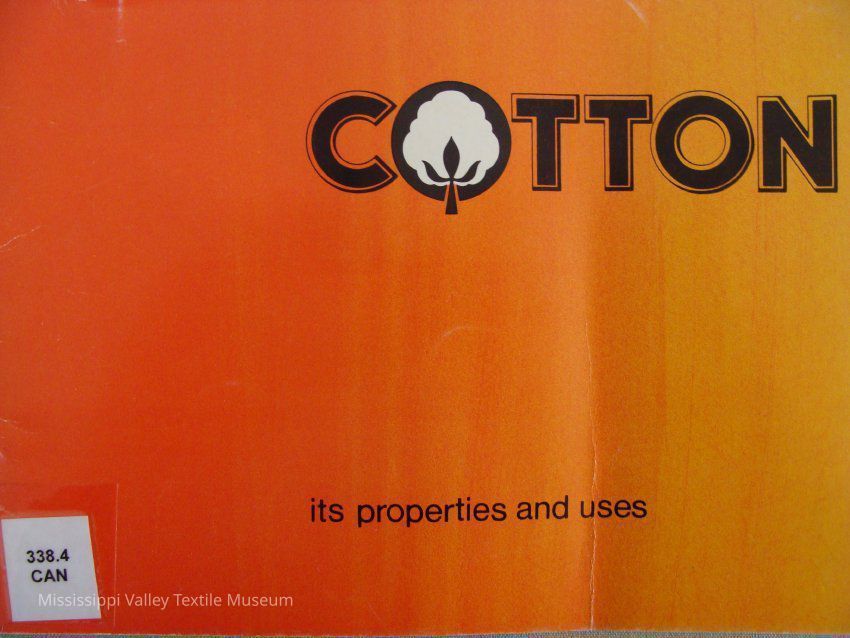 COTTON
its properties and uses
338.4
CAN
Mississippi Valley Textile Museum